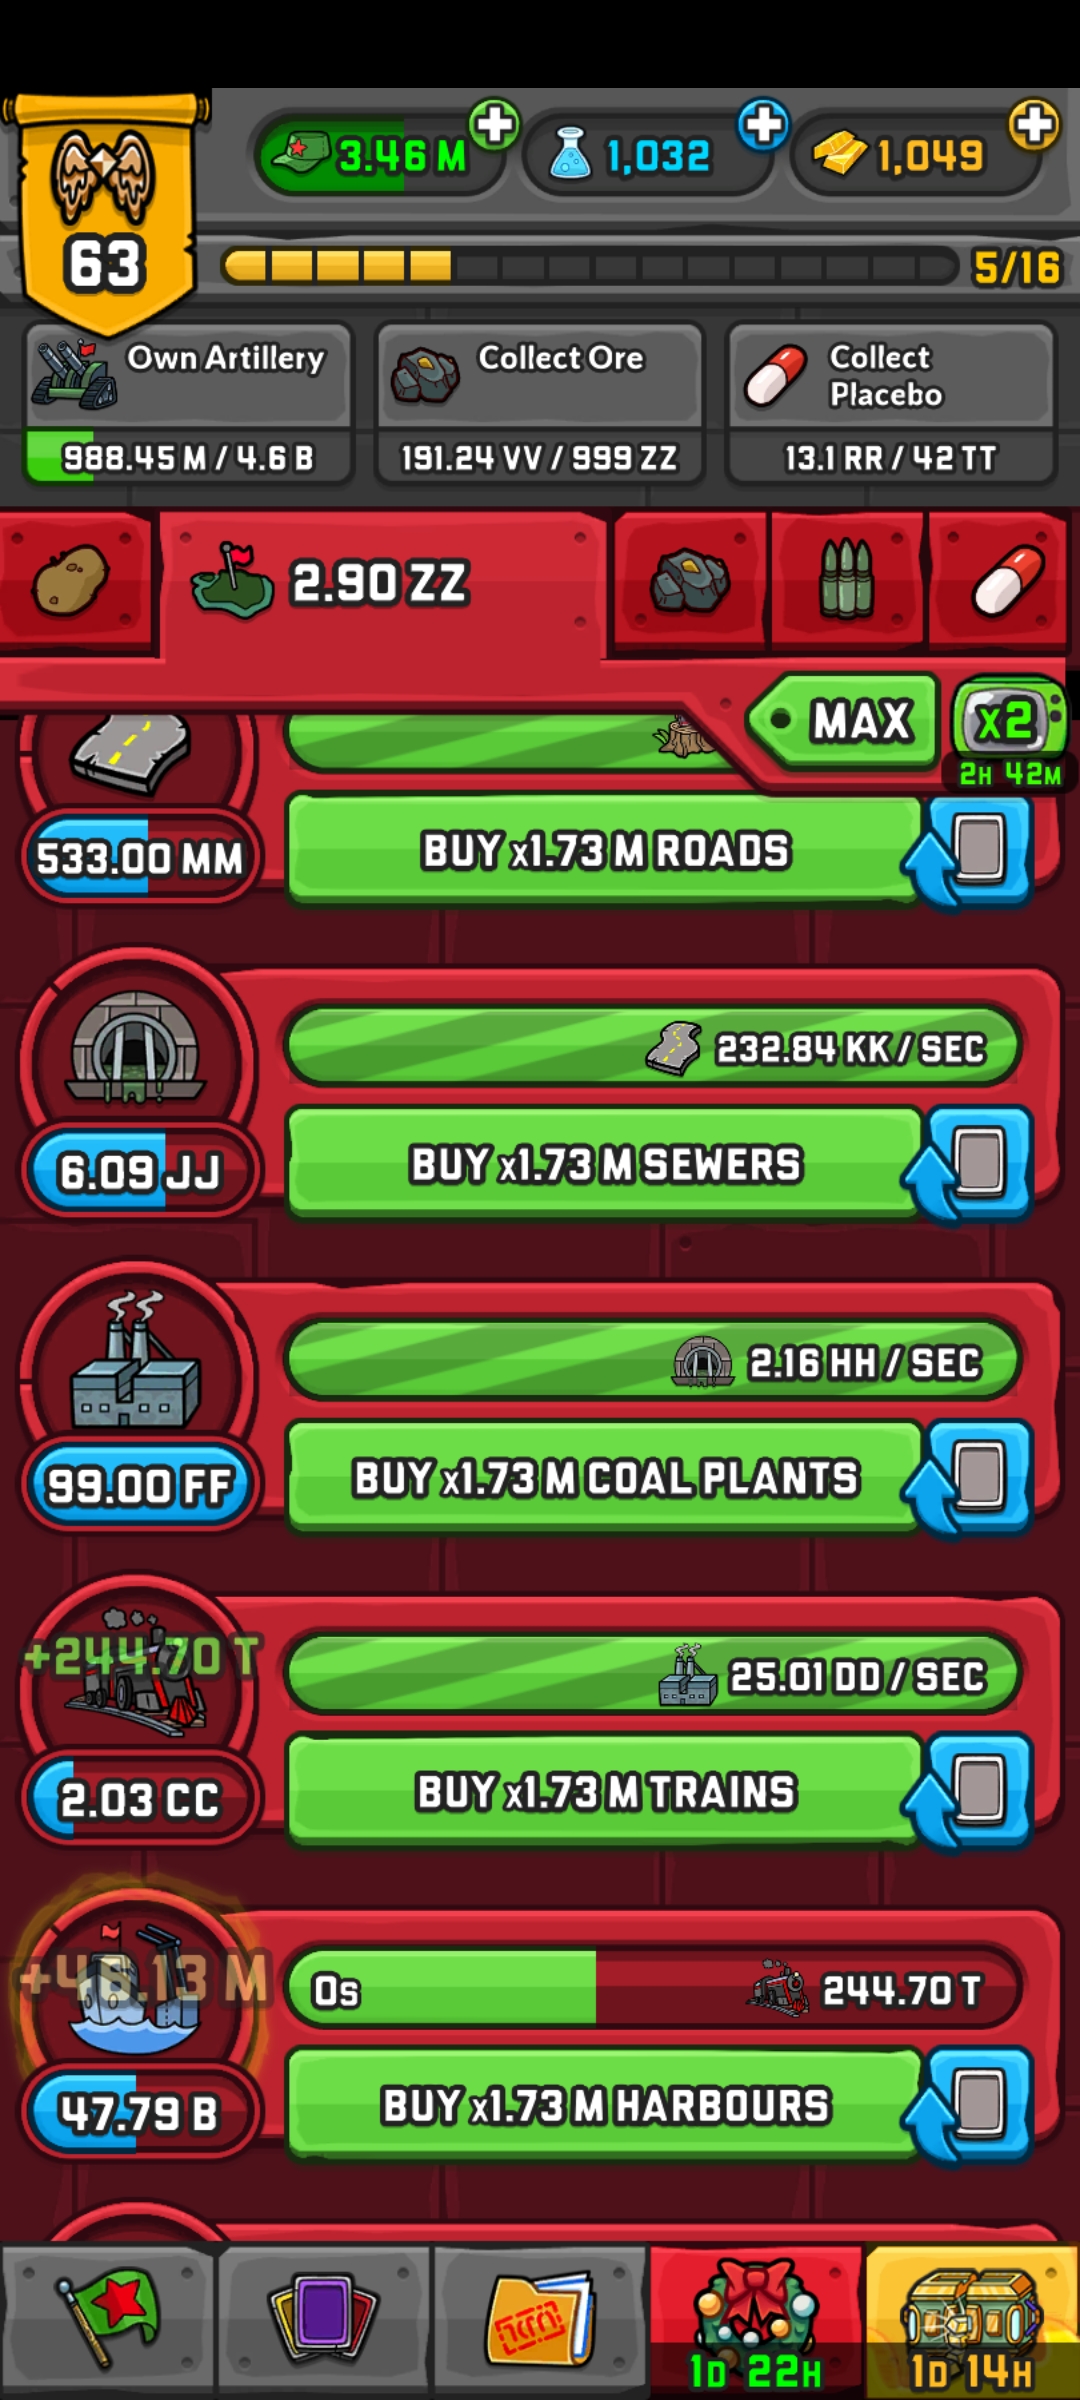 3.46 M
1,032
1,049
63
5/16
Own Artillery
988.45 M / 4.6 B
Collect Ore
191.24 VV / 999 ZZ
Collect
Placebo
13.1 RR / 42 TT
2.90 ZZ
MAX
x2
2H 42M
533.00 MM
BUY x1.73 M ROADS
232.84 KK / SEC
6.09 JJ
BUY x1.73 M SEWERS
2.16 HH / SEC
99.00 FF
BUY x1.73 M COAL PLANTS
+244.70 T
25.01 DD / SEC
2.03 CC
BUY x1.73 M TRAINS
+46.13 M
0s
244.70 T
47.79 B
BUY x1.73 M HARBOURS
1D 22H
1D 14H